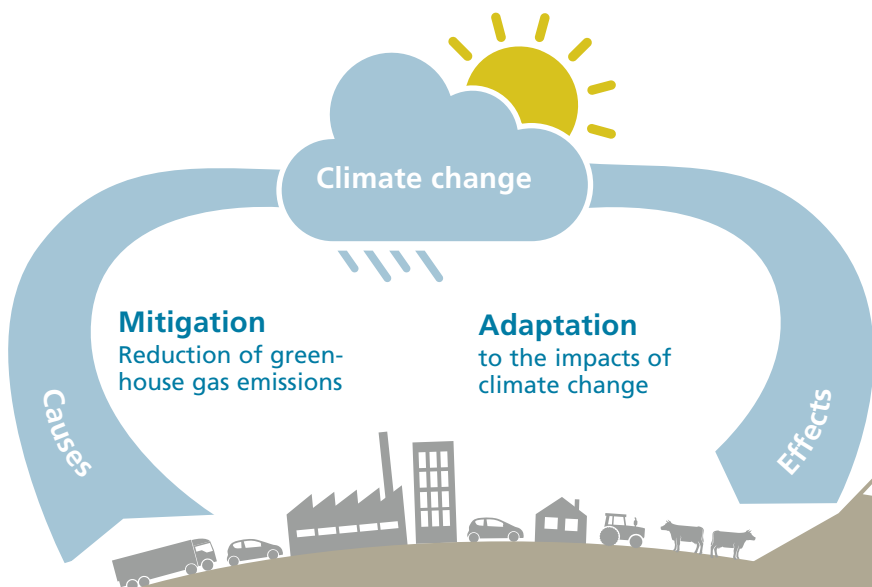 Climate change
Mitigation
Reduction of green-
house gas emissions
Adaptation
to the impacts of
climate change
Causes
Effects